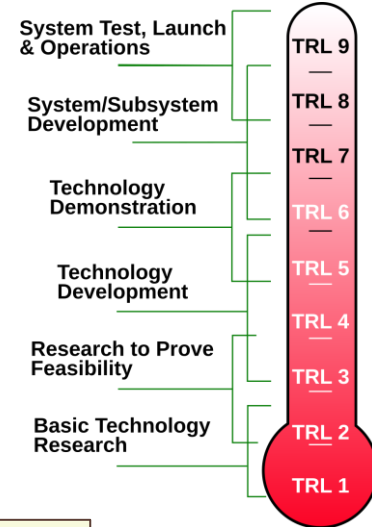 System Test, Launch
& Operations
System/Subsystem
Development
Technology
Demonstration
Technology
Development
Research to Prove
Feasibility
Basic Technology
Research
TRL 9
TRL 8
TRL 7
TRL 6
TRL 5
TRL 4
TRL 3
TRL 2
TRL 1